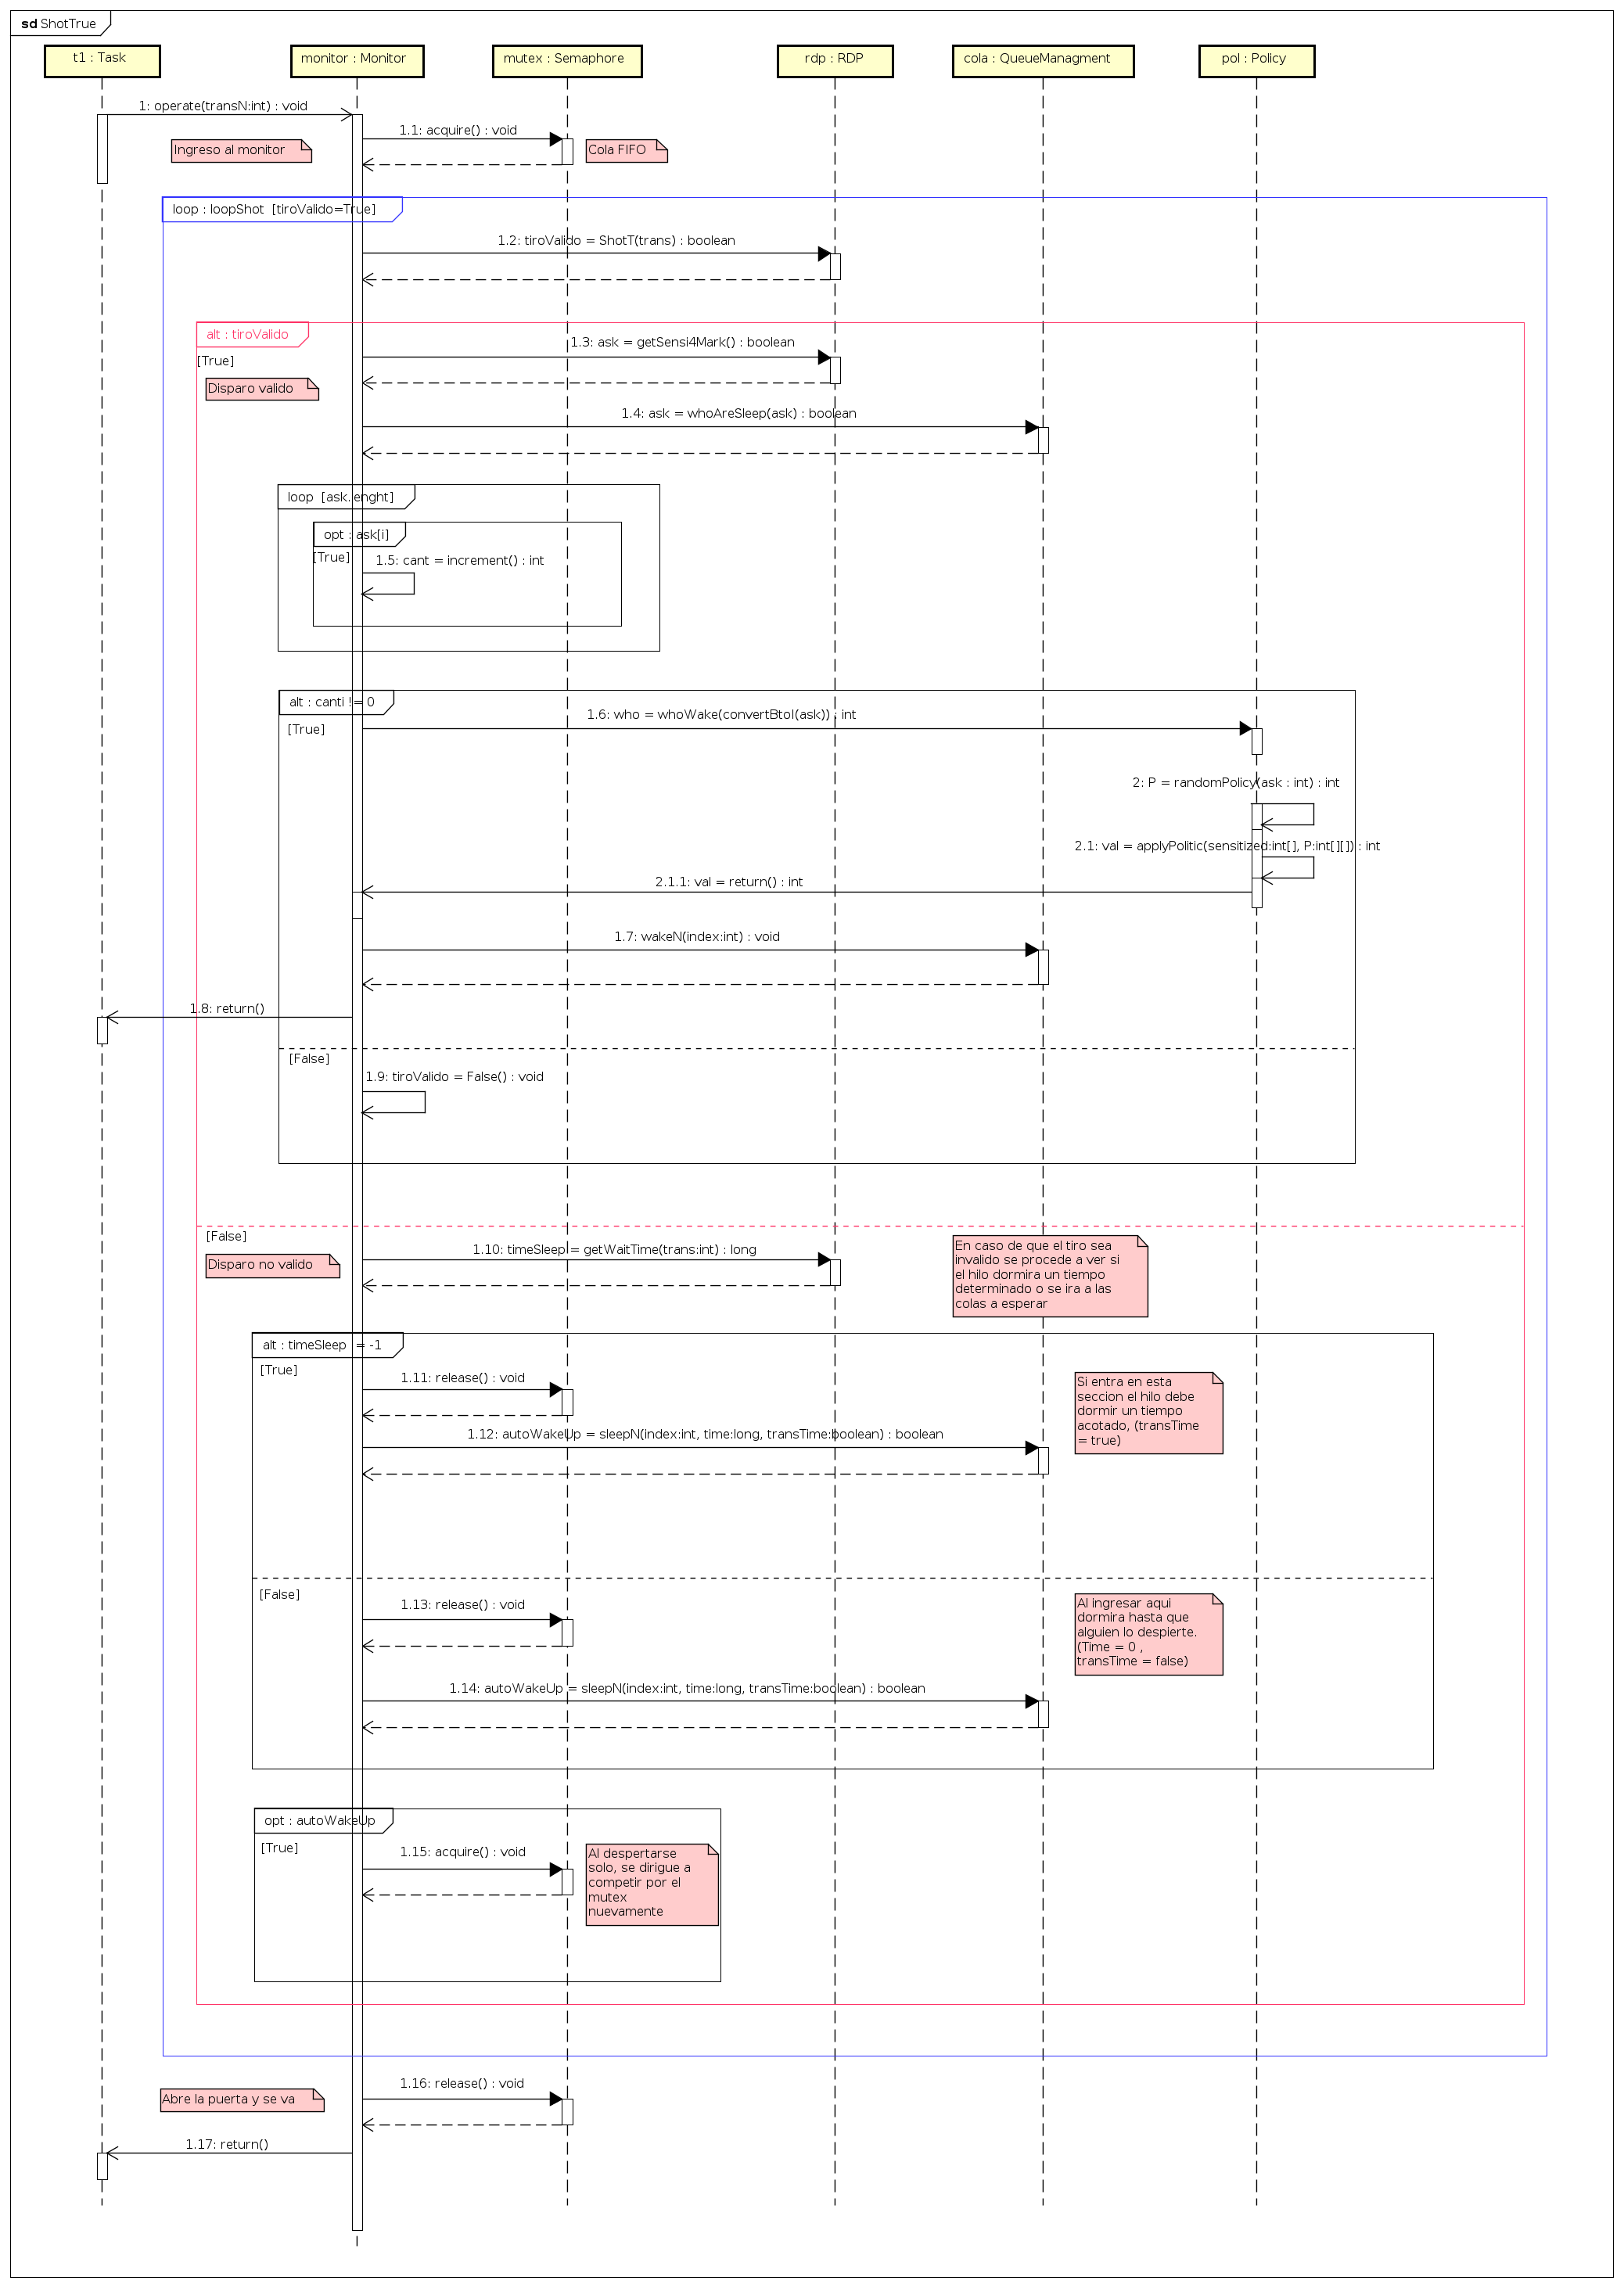 sd ShotTrue
t1 : Task
monitor : Monitor
mutex : Semaphore
rdp : RDP
cola : QueueManagment
pol : Policy
1: operate(transN:int) : void
1.1: acquire() : void
Ingreso al monitor
Cola FIFO
loop : loopShot [tiroValido=True]
1.2: tiroValido = ShotT(trans) : boolean
alt : tiroValido
[True]
1.3: ask = getSensi4Mark() : boolean
Disparo valido
1.4: ask = whoAreSleep(ask) : boolean
loop [ask.lenght]
opt : ask[i]
[True]
1.5: cant = increment() : int
alt : canti != 0
[True]
1.6: who = whoWake(convertBtoI(ask)) : int
2: P = randomPolicy(ask : int) : int
2.1: val = applyPolitic(sensitized:int[], P:int[][]) : int
2.1.1: val = return() : int
1.7: wakeN(index:int) : void
1.8: return()
[False]
1.9: tiroValido = False() : void
[False]
Disparo no valido
1.10: timeSleep = getWaitTime(trans:int) : long
En caso de que el tiro sea
invalido se procede a ver si
el hilo dormira un tiempo
determinado o se ira a las
colas a esperar
alt : timeSleep != -1
[True]
1.11: release() : void
Si entra en esta
seccion el hilo debe
dormir un tiempo
acotado, (transTime
= true)
1.12: autoWakeUp = sleepN(index:int, time:long, transTime:boolean) : boolean
[False]
1.13: release() : void
Al ingresar aqui
dormira hasta que
alguien lo despierte.
(Time = 0 ,
transTime = false)
1.14: autoWakeUp = sleepN(index:int, time:long, transTime:boolean) : boolean
opt : autoWakeUp
[True]
1.15: acquire() : void
Al despertarse
solo, se dirigue a
competir por el
mutex
nuevamente
1.16: release() : void
Abre la puerta y se va
1.17: return()